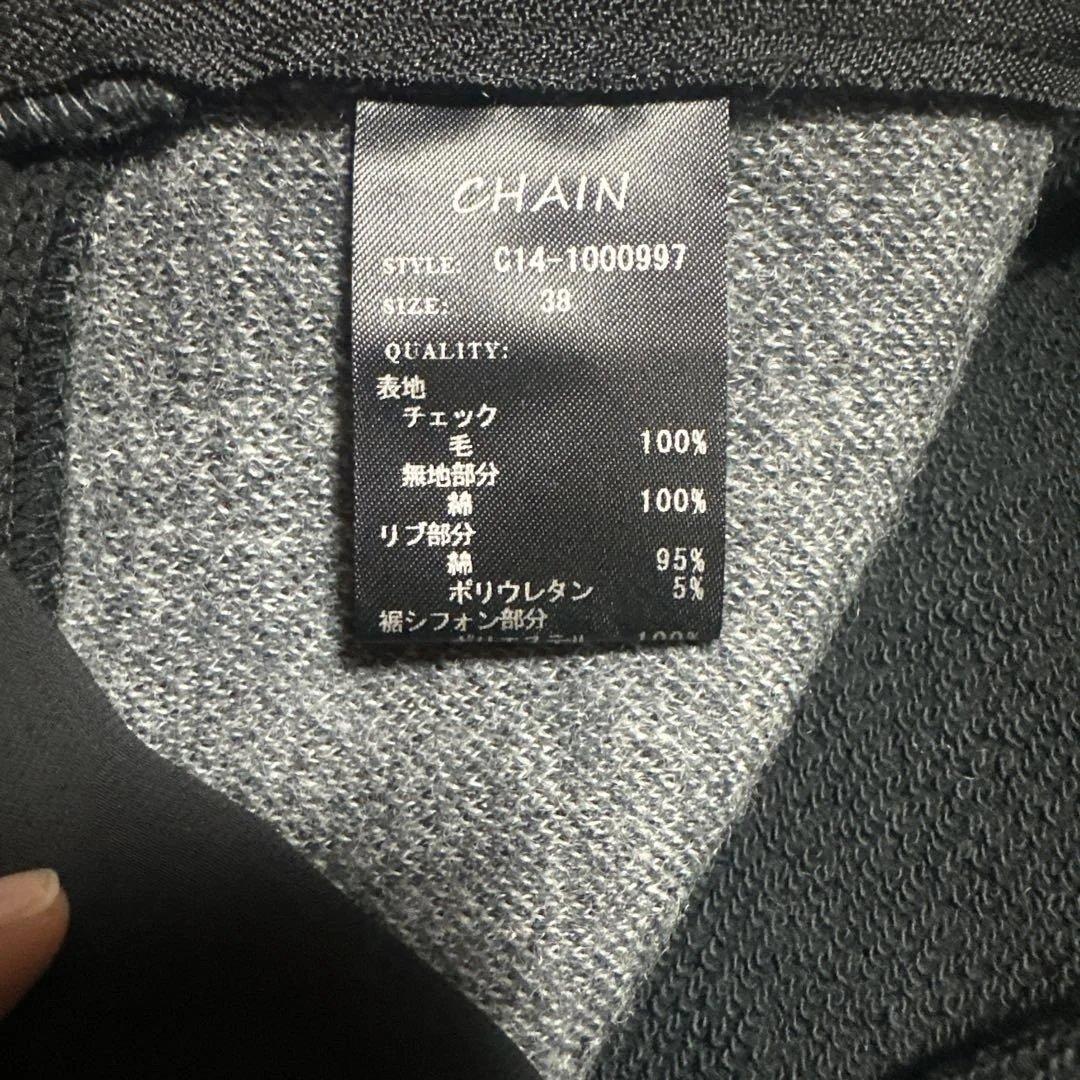 CHAIN
STYLE: C14-1000997
SIZE: 38
QUALITY:
表地
チェック
毛 100%
無地部分
綿 100%
リブ部分
綿 95%
ポリウレタン 5%
裾シフォン部分
100%